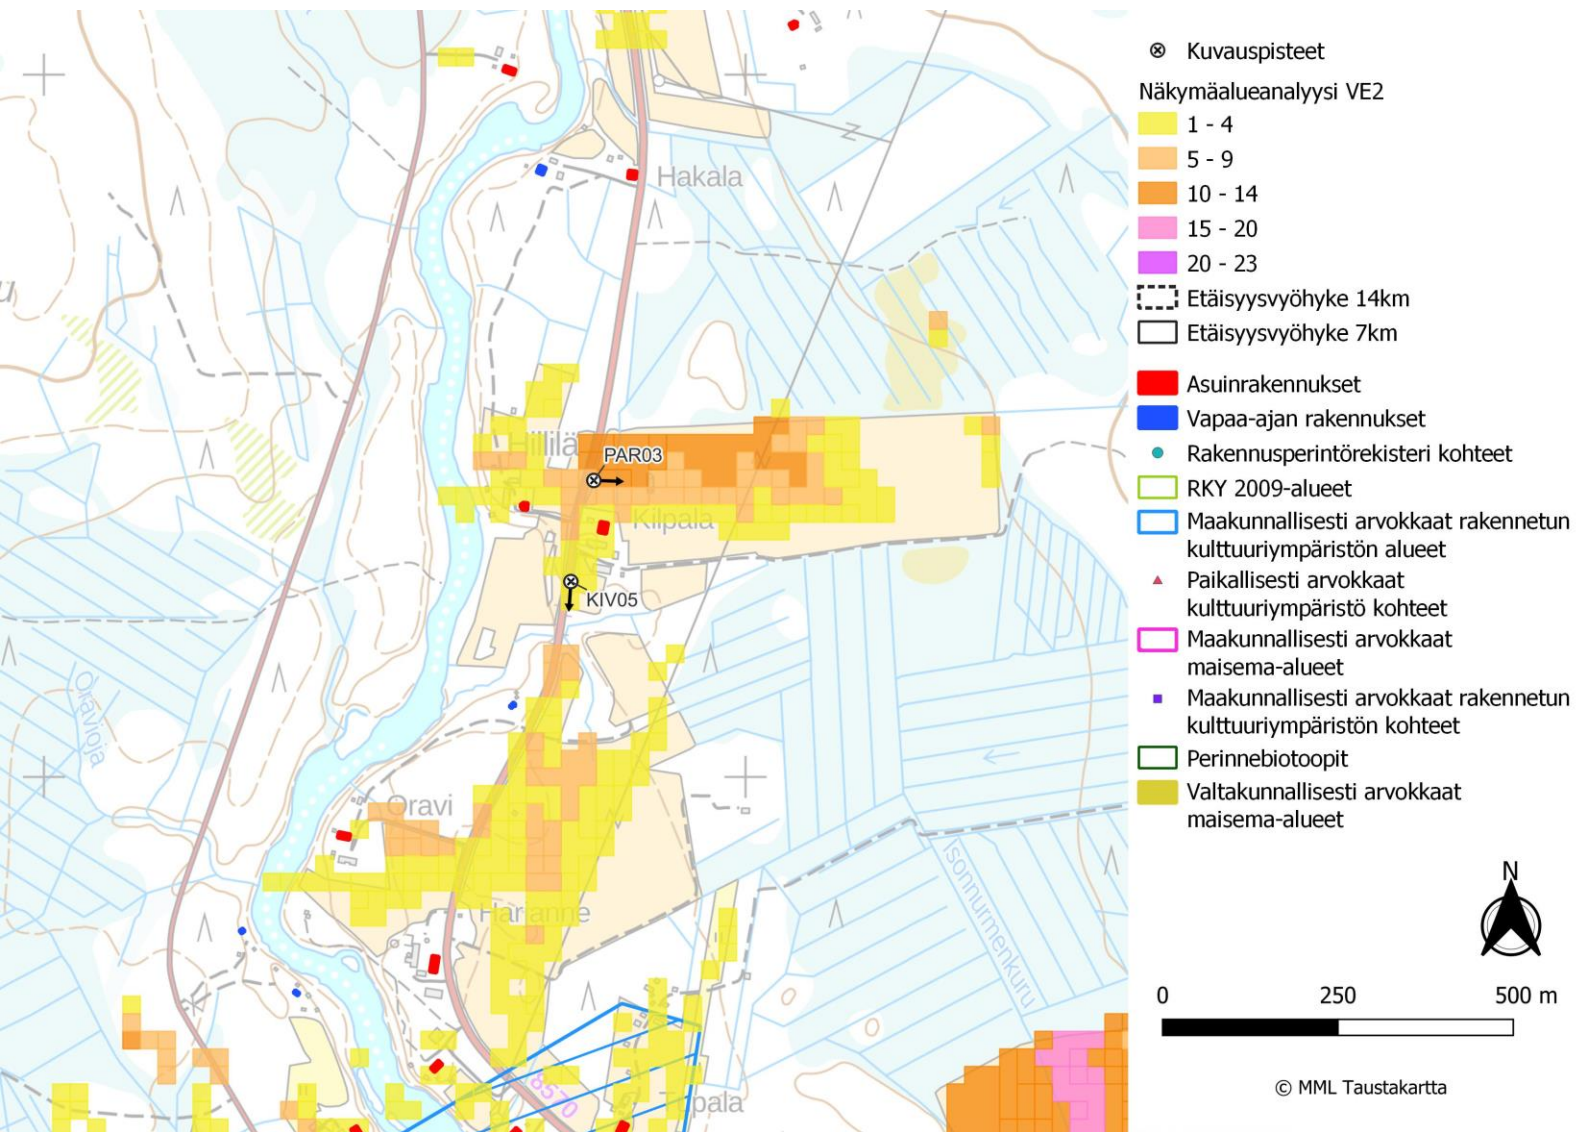 Hakala
Hillilä
PAR03
Kilpala
KIV05
Oravioja
Oravi
Harjanne
Isonnurmenkuru
8570
Kuvauspisteet
Näkymäalueanalyysi VE2
1 - 4
5 - 9
10 - 14
15 - 20
20 - 23
Etäisyysvyöhyke 14km
Etäisyysvyöhyke 7km
Asuinrakennukset
Vapaa-ajan rakennukset
Rakennusperintörekisteri kohteet
RKY 2009-alueet
Maakunnallisesti arvokkaat rakennetun
kulttuuriympäristön alueet
Paikallisesti arvokkaat
kulttuuriympäristö kohteet
Maakunnallisesti arvokkaat
maisema-alueet
Maakunnallisesti arvokkaat rakennetun
kulttuuriympäristön kohteet
Perinnebiotoopit
Valtakunnallisesti arvokkaat
maisema-alueet
N
0 250 500 m
© MML Taustakartta